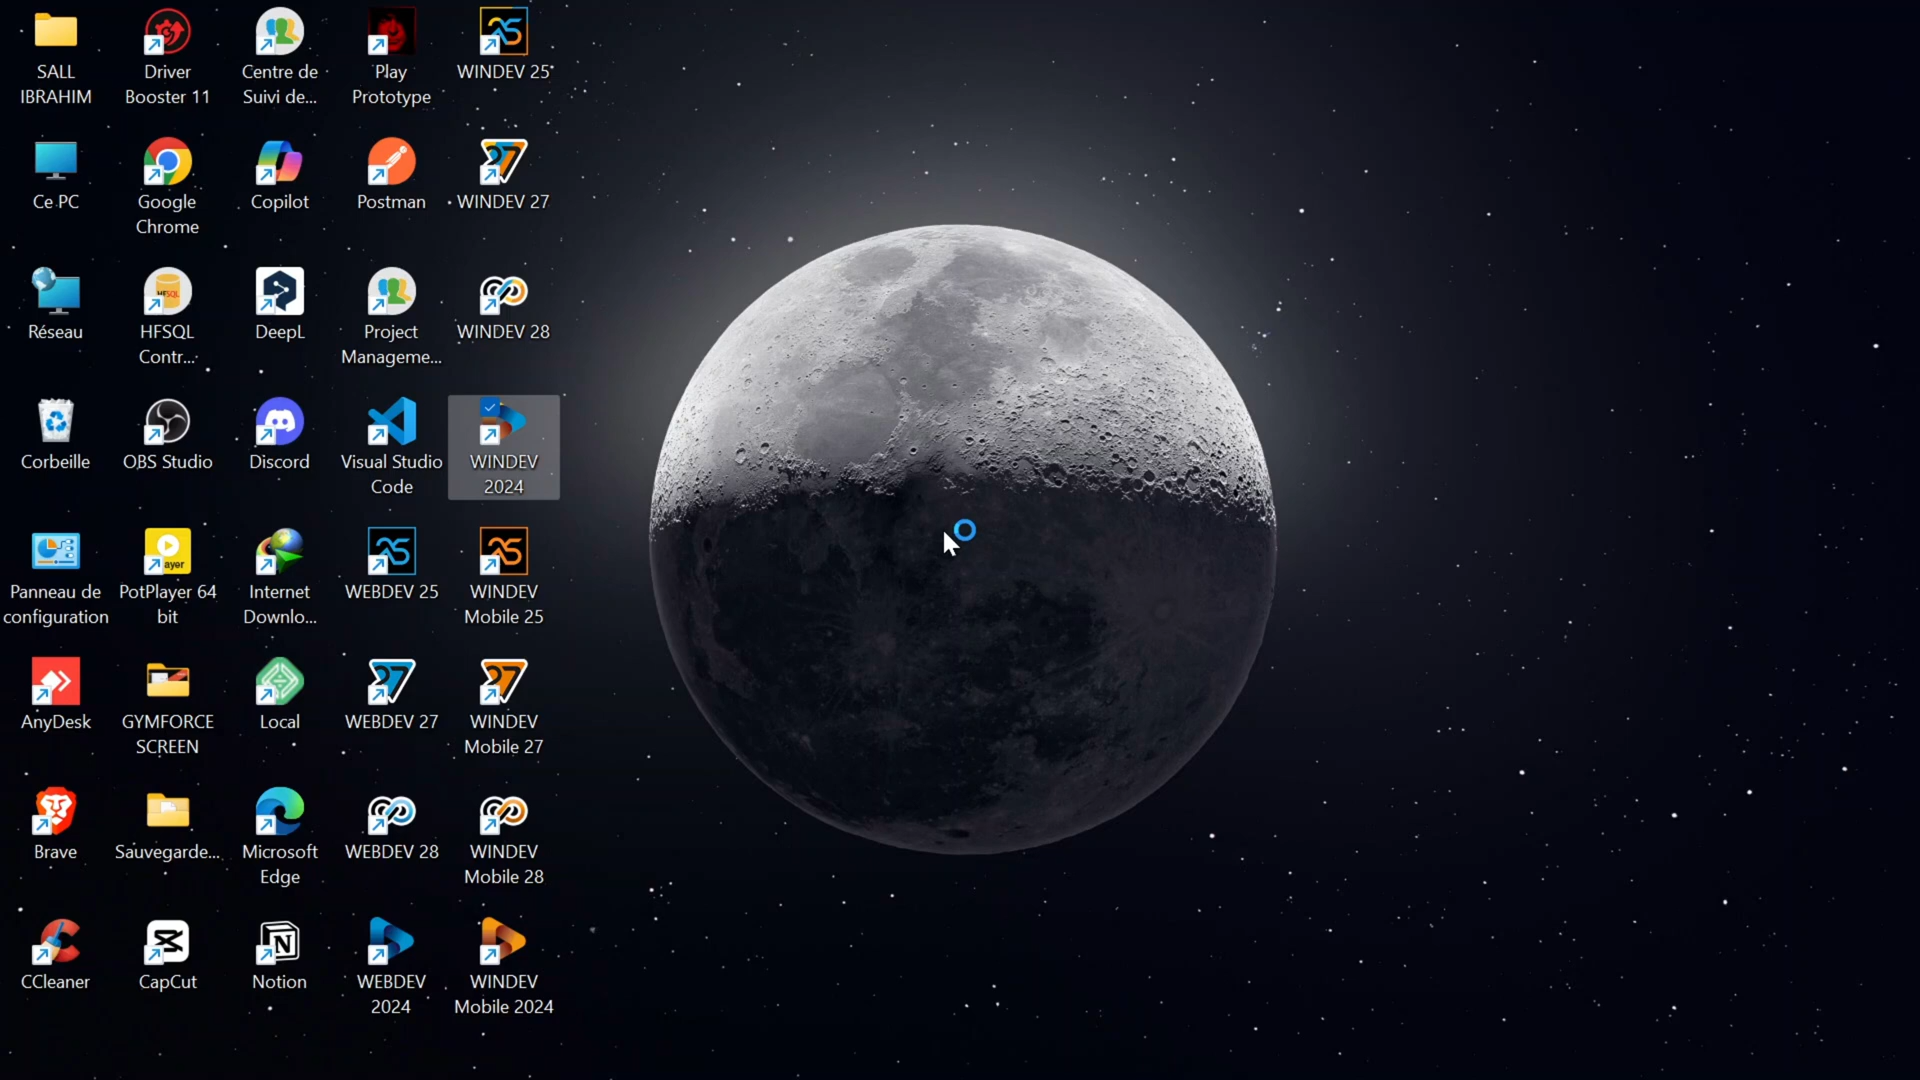 SALL
IBRAHIM
Driver
Booster 11
Centre de
Suivi de...
Play
Prototype
WINDEV 25
Ce PC
Google
Chrome
Copilot
Postman
WINDEV 27
Réseau
HFSQL
Contr...
DeepL
Project
Manageme...
WINDEV 28
Corbeille
OBS Studio
Discord
Visual Studio
Code
WINDEV
2024
Panneau de
configuration
PotPlayer 64
bit
Internet
Downlo...
WEBDEV 25
WINDEV
Mobile 25
AnyDesk
GYMFORCE
SCREEN
Local
WEBDEV 27
WINDEV
Mobile 27
Brave
Sauvegarde...
Microsoft
Edge
WEBDEV 28
WINDEV
Mobile 28
CCleaner
CapCut
Notion
WEBDEV
2024
WINDEV
Mobile 2024